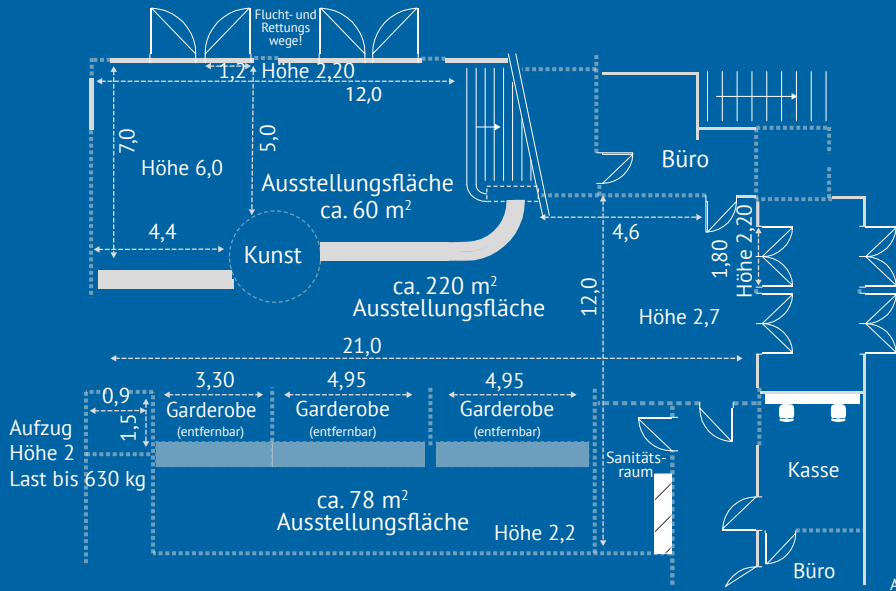 Flucht- und
Rettungs
wege!
1,2
Höhe 2,20
12,0
7,0
5,0
Höhe 6,0
Ausstellungsfläche
ca. 60 m²
4,4
Kunst
Büro
4,6
1,80
Höhe 2,20
ca. 220 m²
Ausstellungsfläche
12,0
Höhe 2,7
21,0
0,9
1,5
Aufzug
Höhe 2
Last bis 630 kg
3,30
Garderobe
(entfernbar)
4,95
Garderobe
(entfernbar)
4,95
Garderobe
(entfernbar)
Sanitäts-
raum
Kasse
ca. 78 m²
Ausstellungsfläche
Höhe 2,2
Büro
A